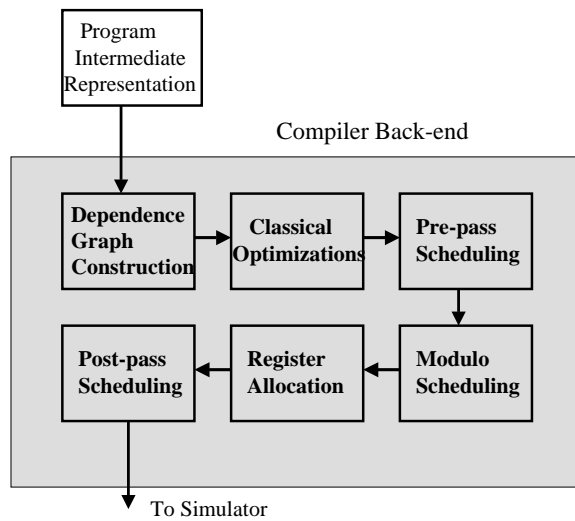 Program
Intermediate
Representation
Compiler Back-end
Dependence
Graph
Construction
Classical
Optimizations
Pre-pass
Scheduling
Post-pass
Scheduling
Register
Allocation
Modulo
Scheduling
To Simulator